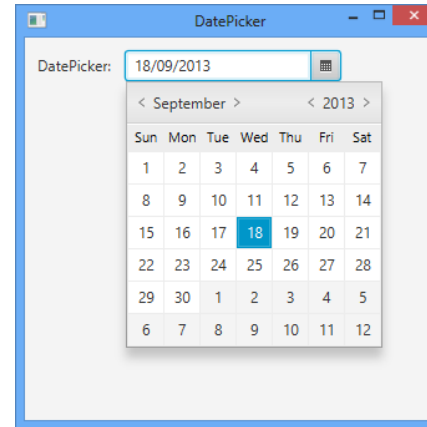 DatePicker
DatePicker: 18/09/2013
< September > < 2013 >
Sun Mon Tue Wed Thu Fri Sat
1 2 3 4 5 6 7
8 9 10 11 12 13 14
15 16 17 18 19 20 21
22 23 24 25 26 27 28
29 30 1 2 3 4 5
6 7 8 9 10 11 12